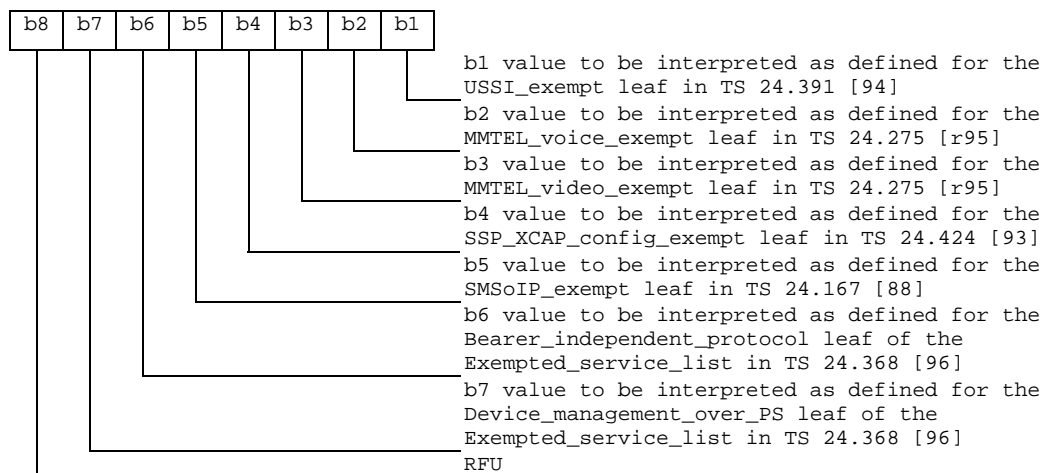 b8 b7 b6 b5 b4 b3 b2 b1
b1 value to be interpreted as defined for the
USSI_exempt leaf in TS 24.391 [94]
b2 value to be interpreted as defined for the
MMTEL_voice_exempt leaf in TS 24.275 [r95]
b3 value to be interpreted as defined for the
MMTEL_video_exempt leaf in TS 24.275 [r95]
b4 value to be interpreted as defined for the
SSP_XCAP_config_exempt leaf in TS 24.424 [93]
b5 value to be interpreted as defined for the
SMSoIP_exempt leaf in TS 24.167 [88]
b6 value to be interpreted as defined for the
Bearer_independent_protocol leaf of the
Exempted_service_list in TS 24.368 [96]
b7 value to be interpreted as defined for the
Device_management_over_PS leaf of the
Exempted_service_list in TS 24.368 [96]
RFU